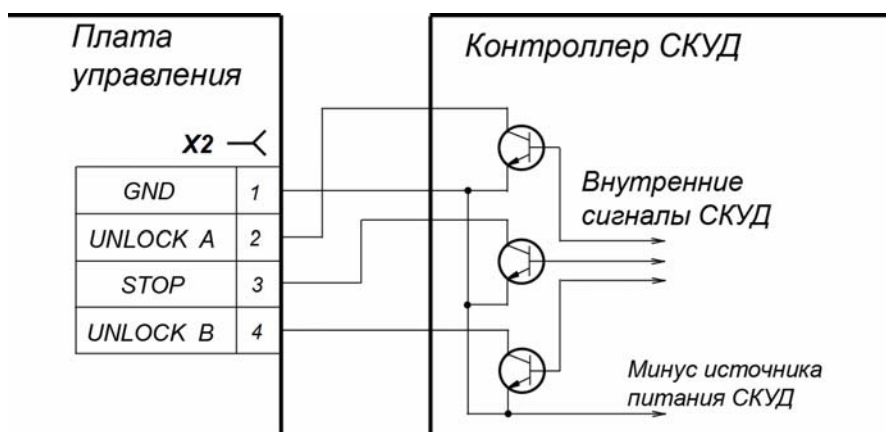 Плата
управления
Контроллер СКУД
X2
GND 1
UNLOCK A 2
STOP 3
UNLOCK B 4
Внутренние
сигналы СКУД
Минус источника
питания СКУД